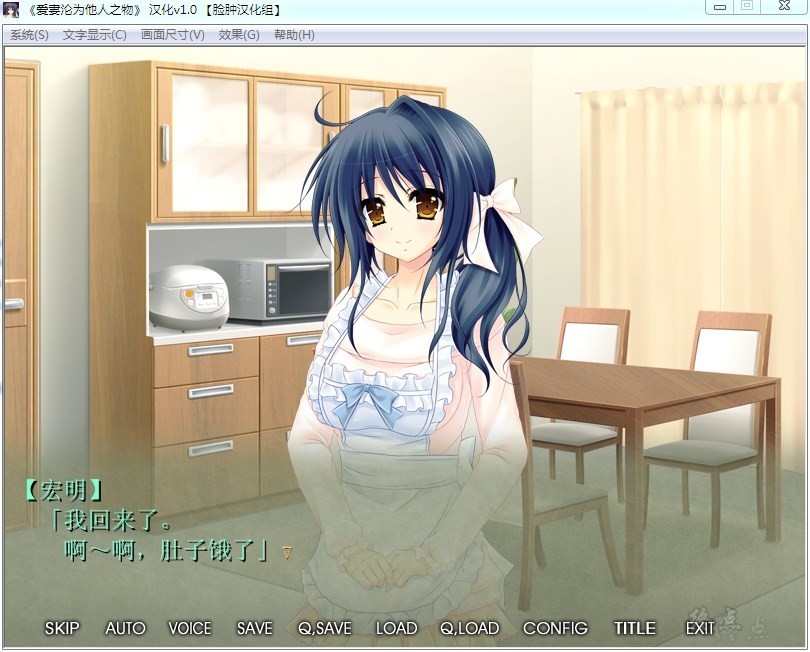 《爱妻沦为他人之物》 汉化v1.0 【脸肿汉化组】
系统(S) 文字显示(C) 画面尺寸(V) 效果(G) 帮助(H)
【宏明】
「我回来了。
啊～啊，肚子饿了」
SKIP AUTO VOICE SAVE Q,SAVE LOAD Q,LOAD CONFIG TITLE EXIT